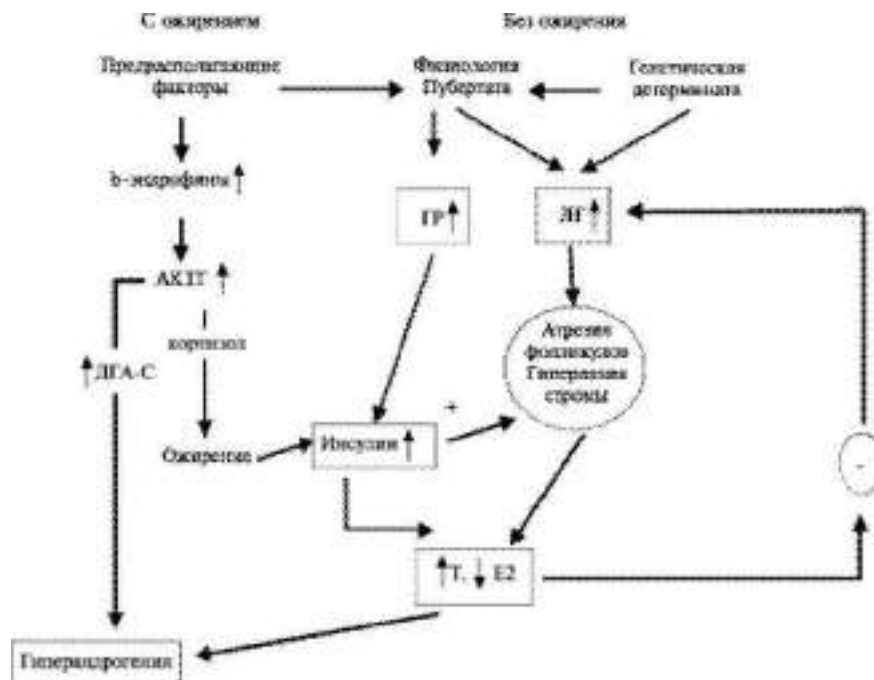 С ожирением
Без ожирения
Предрасполагающие
факторы
Физиология
Пубертата
Генетическая
детерминанта
b-эндорфины ↑
ГР ↑
ЛГ ↑
АКТГ ↑
Атрезия
фолликулов
Гиперплазия
стромы
кортизол
↑ ДГА-С
+
Ожирение
Инсулин ↑
-
↑ Т, ↓ Е2
Гиперандрогения